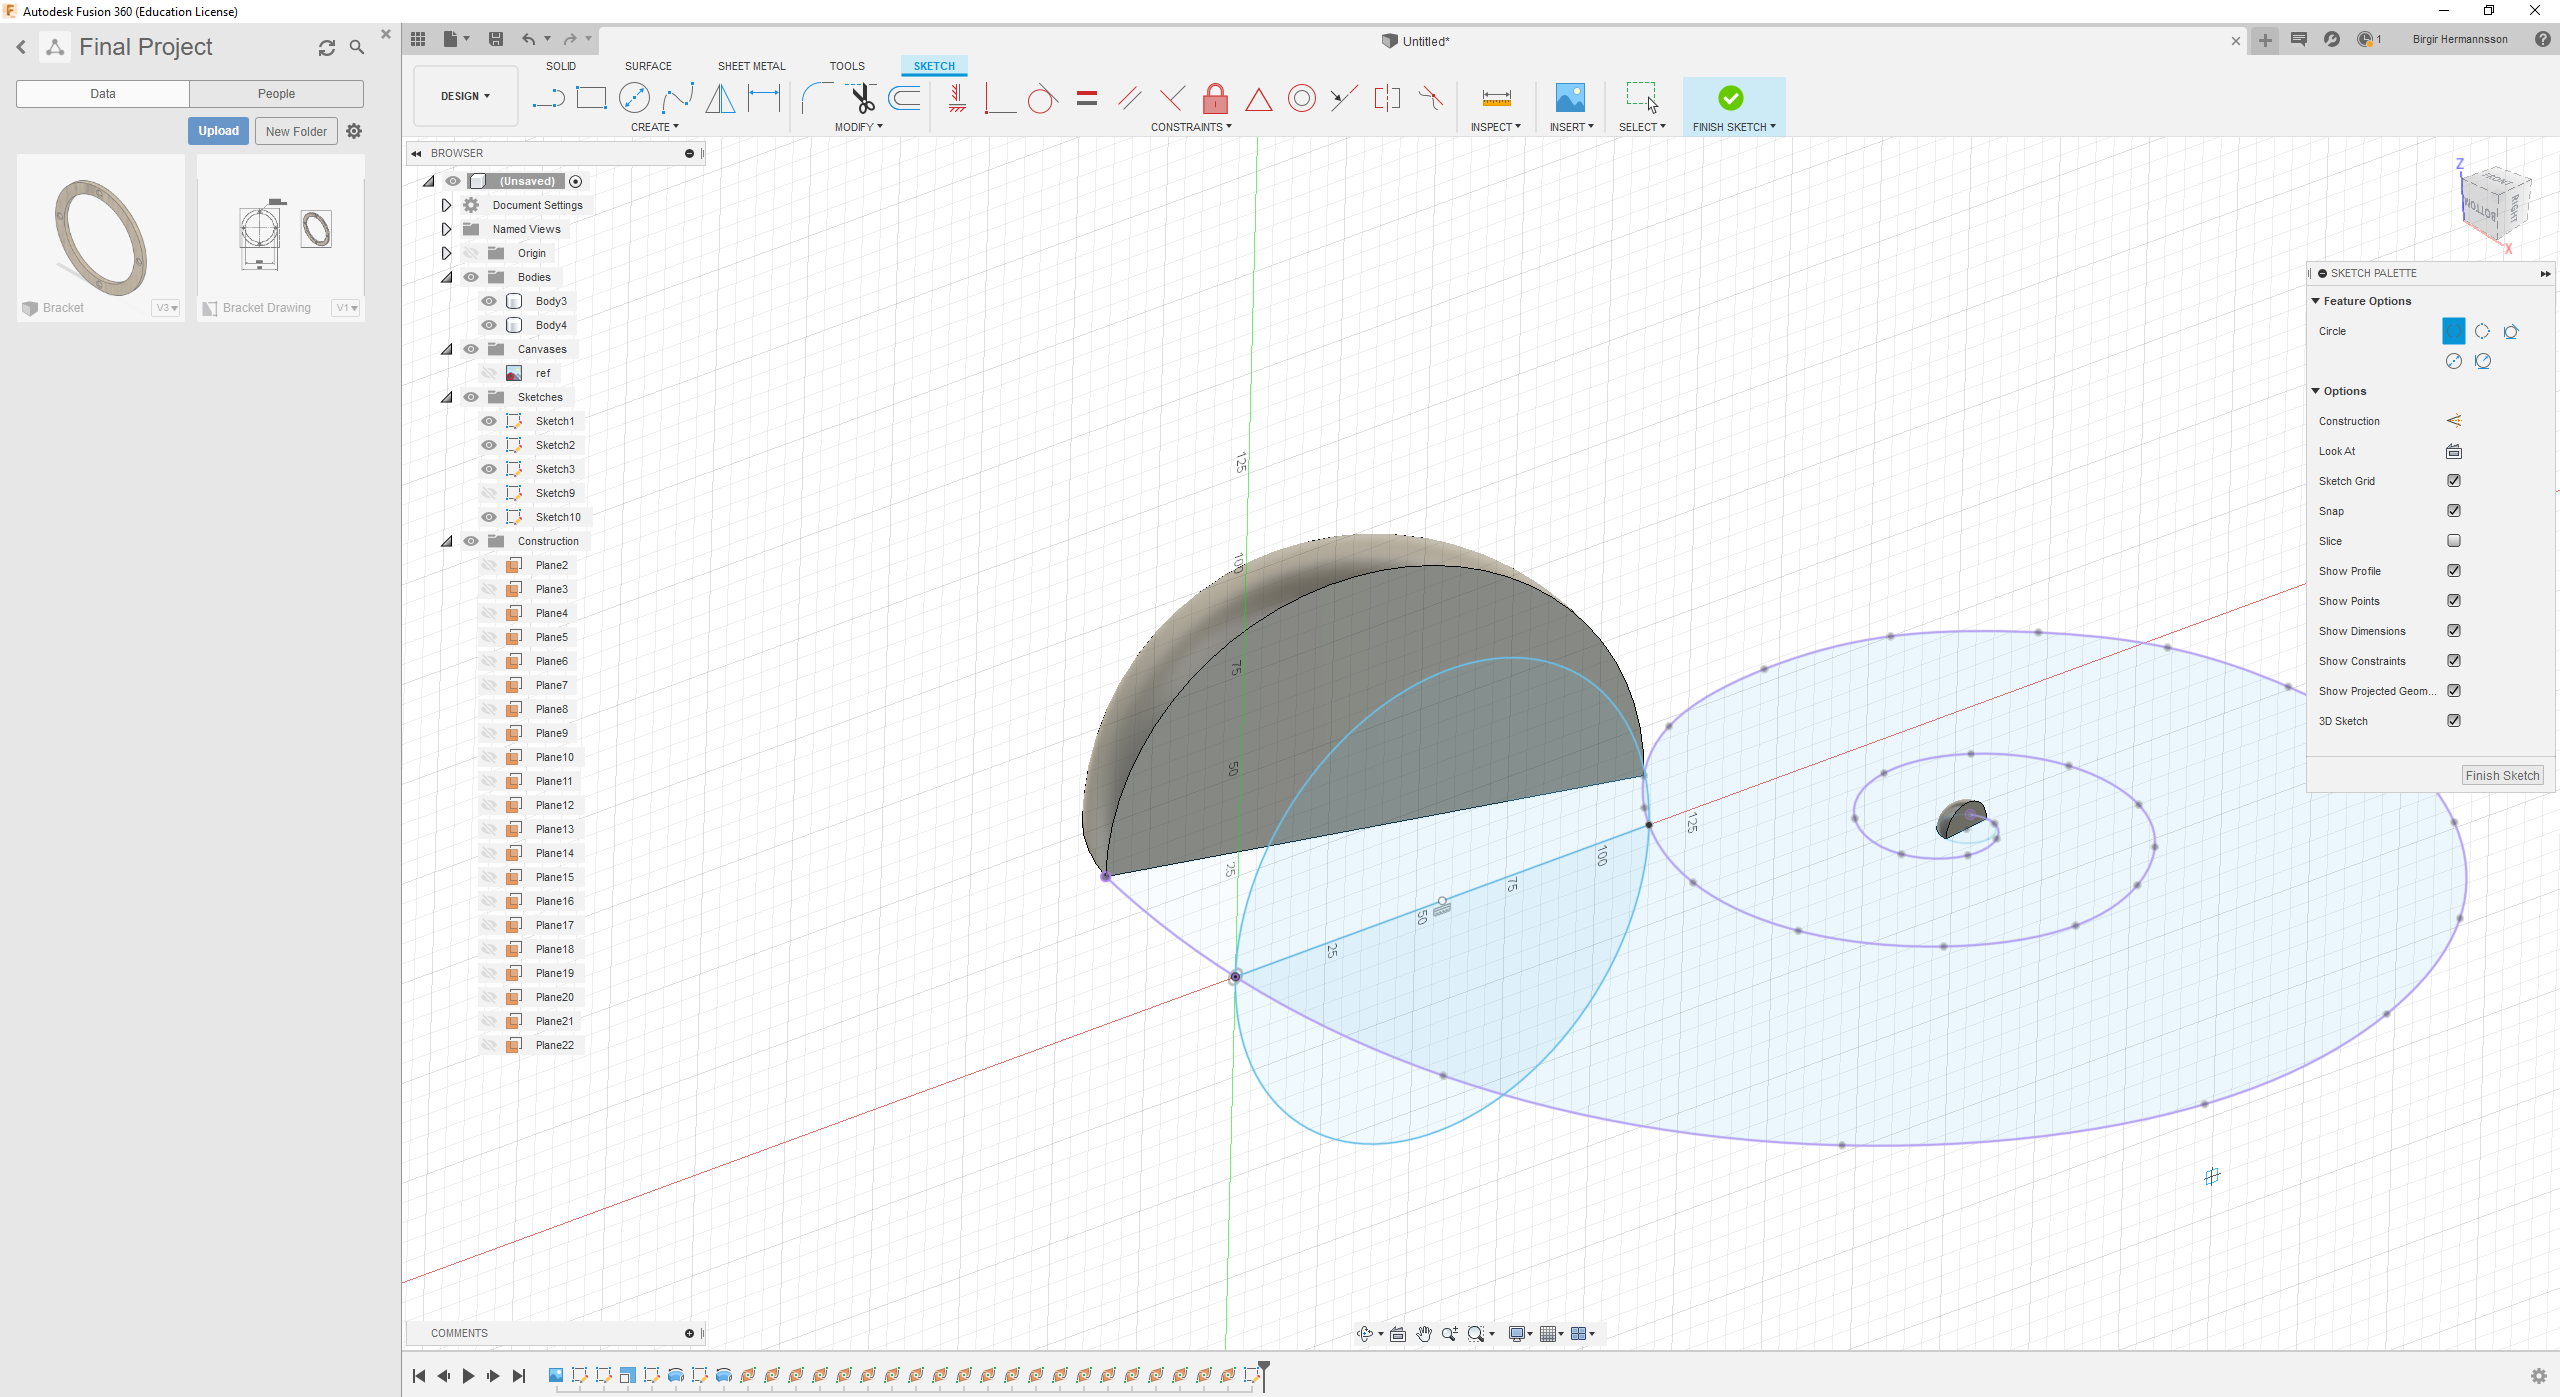 Autodesk Fusion 360 (Education License)
Final Project
Data
People
Upload
New Folder
Bracket
V3
Bracket Drawing
V1
Untitled*
1
Birgir Hermannsson
SOLID
SURFACE
SHEET METAL
TOOLS
SKETCH
DESIGN
CREATE
MODIFY
CONSTRAINTS
INSPECT
INSERT
SELECT
FINISH SKETCH
BROWSER
(Unsaved)
Document Settings
Named Views
Origin
Bodies
Body3
Body4
Canvases
ref
Sketches
Sketch1
Sketch2
Sketch3
Sketch9
Sketch10
Construction
Plane2
Plane3
Plane4
Plane5
Plane6
Plane7
Plane8
Plane9
Plane10
Plane11
Plane12
Plane13
Plane14
Plane15
Plane16
Plane17
Plane18
Plane19
Plane20
Plane21
Plane22
125
100
75
50
25
25
50
75
100
125
Z
FRONT
BOTTOM
RIGHT
X
SKETCH PALETTE
Feature Options
Circle
Options
Construction
Look At
Sketch Grid
Snap
Slice
Show Profile
Show Points
Show Dimensions
Show Constraints
Show Projected Geom...
3D Sketch
Finish Sketch
COMMENTS